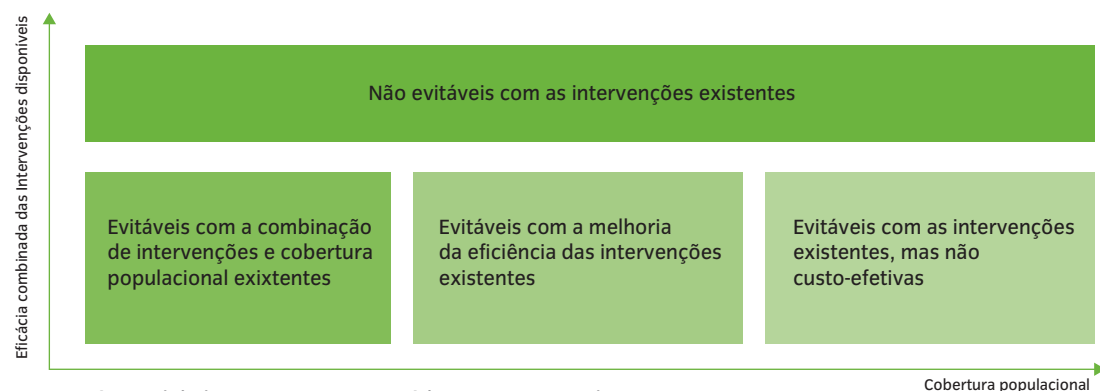 Eficácia combinada das Intervenções disponiveis
Não evitáveis com as intervenções existentes
Evitáveis com a combinação
de intervenções e cobertura
populacional exixtentes
Evitáveis com a melhoria
da eficiência das intervenções
existentes
Evitáveis com as intervenções
existentes, mas não
custo-efetivas
Cobertura populacional